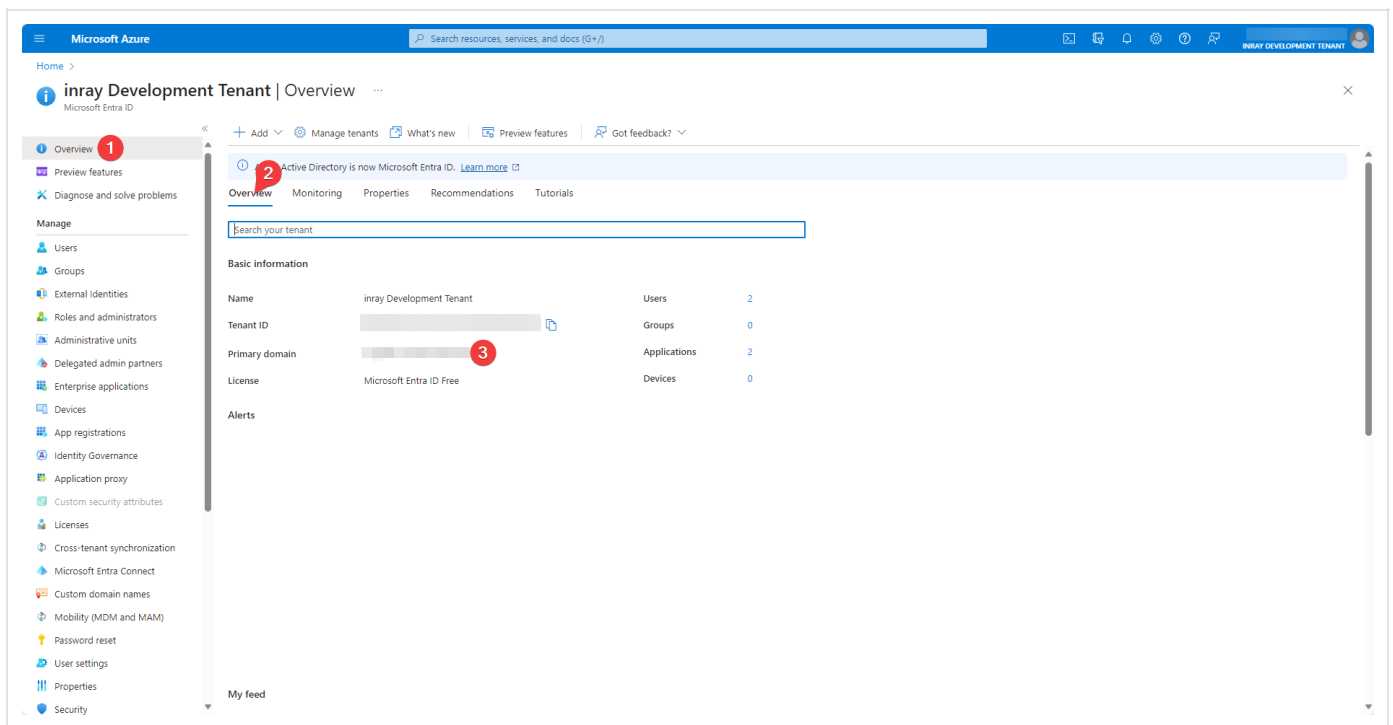 Microsoft Azure
Search resources, services, and docs (G+/)
INRAY DEVELOPMENT TENANT
Home >
inray Development Tenant | Overview ...
Microsoft Entra ID
Overview 1
Preview features
Diagnose and solve problems
Manage
Users
Groups
External Identities
Roles and administrators
Administrative units
Delegated admin partners
Enterprise applications
Devices
App registrations
Identity Governance
Application proxy
Custom security attributes
Licenses
Cross-tenant synchronization
Microsoft Entra Connect
Custom domain names
Mobility (MDM and MAM)
Password reset
User settings
Properties
Security
Add
Manage tenants
What's new
Preview features
Got feedback?
Active Directory is now Microsoft Entra ID. Learn more
2
Overview Monitoring Properties Recommendations Tutorials
Search your tenant
Basic information
Name inray Development Tenant Users 2
Tenant ID Groups 0
Primary domain 3 Applications 2
License Microsoft Entra ID Free Devices 0
Alerts
My feed